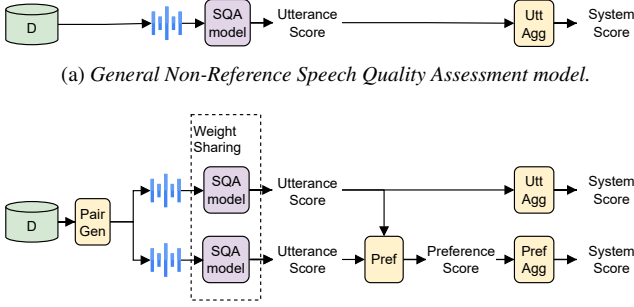 D
SQA
model
Utterance
Score
Utt
Agg
System
Score
(a) General Non-Reference Speech Quality Assessment model.
Weight
Sharing
D
Pair
Gen
SQA
model
Utterance
Score
Utt
Agg
System
Score
SQA
model
Utterance
Score
Pref
Preference
Score
Pref
Agg
System
Score